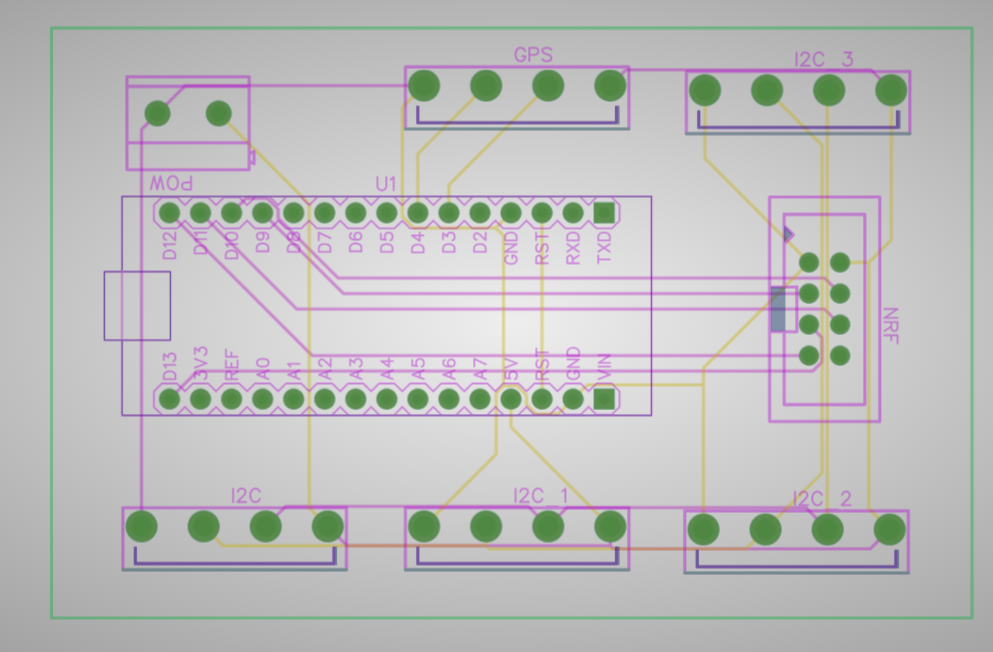 GPS
I2C 3
POW
U1
D12
D11
D10
D9
D8
D7
D6
D5
D4
D3
D2
GND
RST
RXD
TXD
NRF
D13
3V3
REF
A0
A1
A2
A3
A4
A5
A6
A7
5V
RST
GND
VIN
I2C
I2C 1
I2C 2